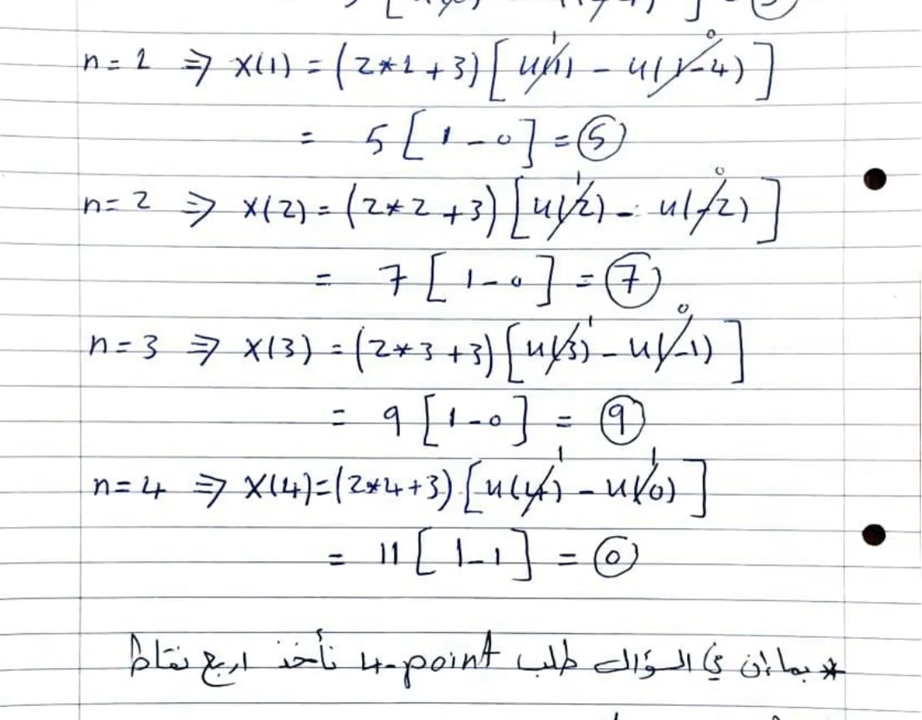 n=1 ⇒ x(1) = (2*1+3) [u(1) - u(1-4)]
= 5 [1-0] = 5
n=2 ⇒ x(2) = (2*2+3) [u(2) - u(-2)]
= 7 [1-0] = 7
n=3 ⇒ x(3) = (2*3+3) [u(3) - u(-1)]
= 9 [1-0] = 9
n=4 ⇒ x(4) = (2*4+3) [u(4) - u(0)]
= 11 [1-1] = 0
* بما ان في السؤال طلب 4-point نأخذ اربع نقاط